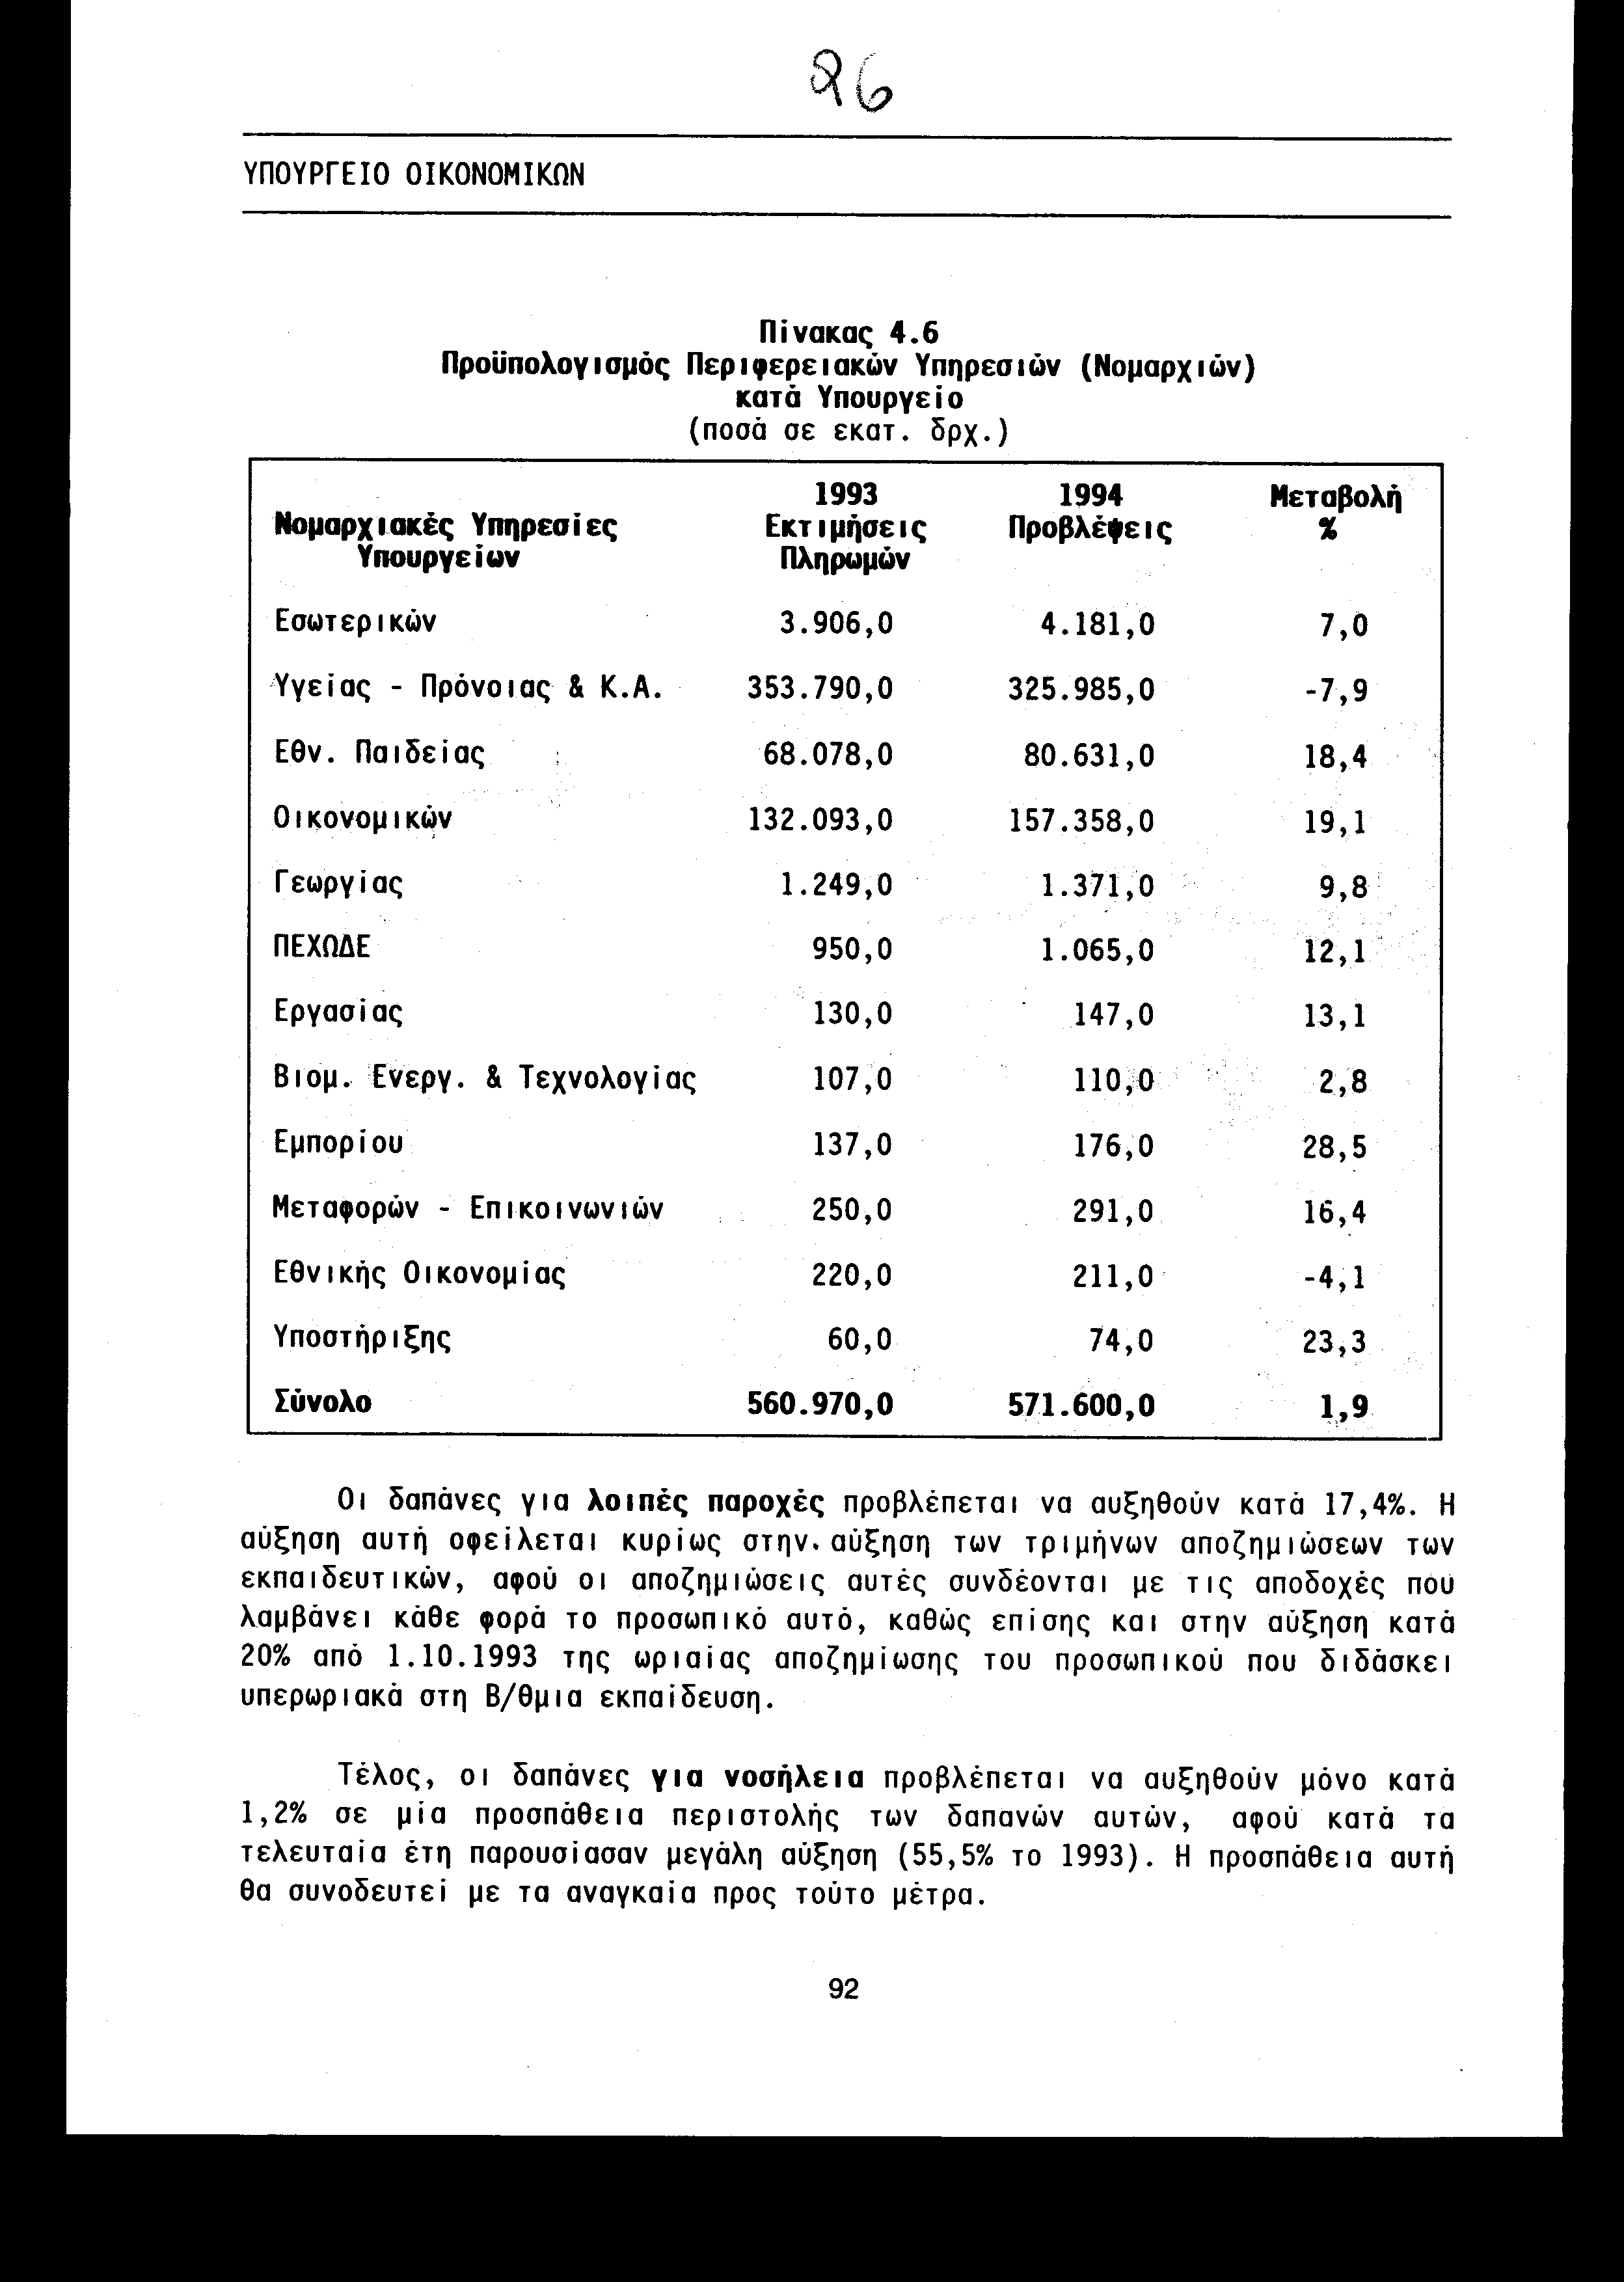 26
ΥΠΟΥΡΓΕΙΟ ΟΙΚΟΝΟΜΙΚΩΝ
Πίνακας 4.6
Προϋπολογισμός Περιφερειακών Υπηρεσιών (Νομαρχιών)
κατά Υπουργείο
(ποσά σε εκατ. δρχ.)
1993 1994 Μεταβολή
Νομαρχιακές Υπηρεσίες Εκτιμήσεις Προβλέψεις %
Υπουργείων Πληρωμών
Εσωτερικών 3.906,0 4.181,0 7,0
Υγείας - Πρόνοιας & Κ.Α. 353.790,0 325.985,0 -7,9
Εθν. Παιδείας 68.078,0 80.631,0 18,4
Οικονομικών 132.093,0 157.358,0 19,1
Γεωργίας 1.249,0 1.371,0 9,8
ΠΕΧΩΔΕ 950,0 1.065,0 12,1
Εργασίας 130,0 147,0 13,1
Βιομ. Ενεργ. & Τεχνολογίας 107,0 110,0 2,8
Εμπορίου 137,0 176,0 28,5
Μεταφορών - Επικοινωνιών 250,0 291,0 16,4
Εθνικής Οικονομίας 220,0 211,0 -4,1
Υποστήριξης 60,0 74,0 23,3
Σύνολο 560.970,0 571.600,0 1,9
Οι δαπάνες για λοιπές παροχές προβλέπεται να αυξηθούν κατά 17,4%. Η
αύξηση αυτή οφείλεται κυρίως στην αύξηση των τριμήνων αποζημιώσεων των
εκπαιδευτικών, αφού οι αποζημιώσεις αυτές συνδέονται με τις αποδοχές που
λαμβάνει κάθε φορά το προσωπικό αυτό, καθώς επίσης και στην αύξηση κατά
20% από 1.10.1993 της ωριαίας αποζημίωσης του προσωπικού που διδάσκει
υπερωριακά στη Β/θμια εκπαίδευση.
Τέλος, οι δαπάνες για νοσήλεια προβλέπεται να αυξηθούν μόνο κατά
1,2% σε μία προσπάθεια περιστολής των δαπανών αυτών, αφού κατά τα
τελευταία έτη παρουσίασαν μεγάλη αύξηση (55,5% το 1993). Η προσπάθεια αυτή
θα συνοδευτεί με τα αναγκαία προς τούτο μέτρα.
92